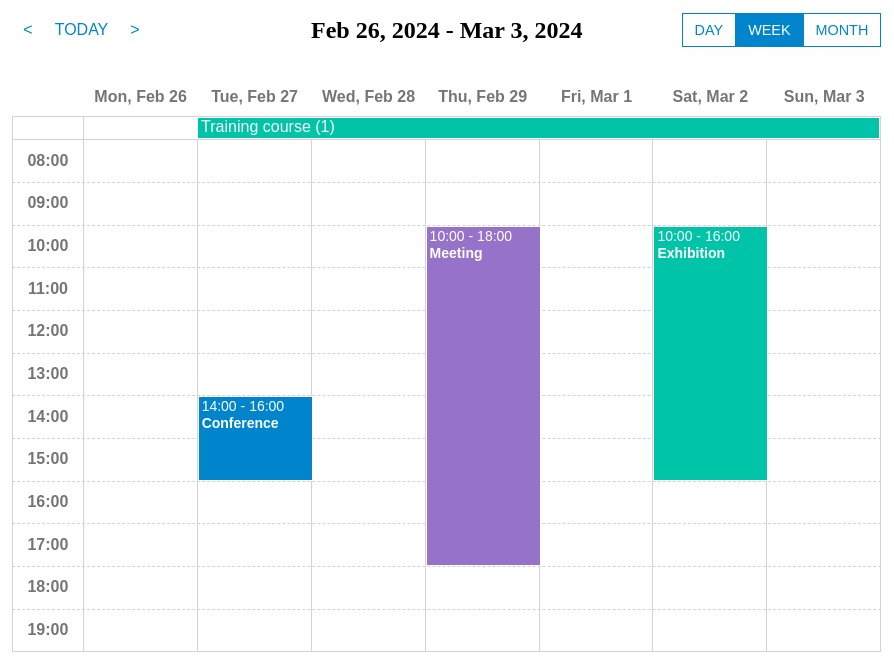 < TODAY > Feb 26, 2024 - Mar 3, 2024 DAY WEEK MONTH
Mon, Feb 26 Tue, Feb 27 Wed, Feb 28 Thu, Feb 29 Fri, Mar 1 Sat, Mar 2 Sun, Mar 3
Training course (1)
08:00
09:00
10:00
11:00
12:00
13:00
14:00
15:00
16:00
17:00
18:00
19:00
14:00 - 16:00
Conference
10:00 - 18:00
Meeting
10:00 - 16:00
Exhibition